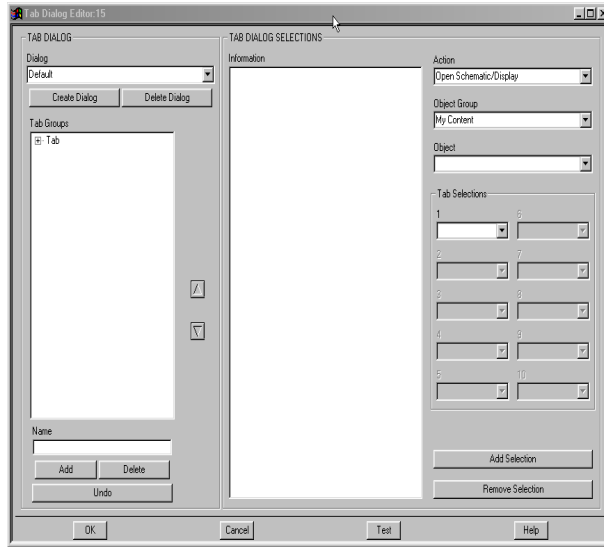 Tab Dialog Editor:15
TAB DIALOG
Dialog
Default
Create Dialog
Delete Dialog
Tab Groups
Tab
Name
Add
Delete
Undo
TAB DIALOG SELECTIONS
Information
Action
Open Schematic/Display
Object Group
My Content
Object
Tab Selections
1
6
2
7
3
8
4
9
5
10
Add Selection
Remove Selection
OK
Cancel
Test
Help